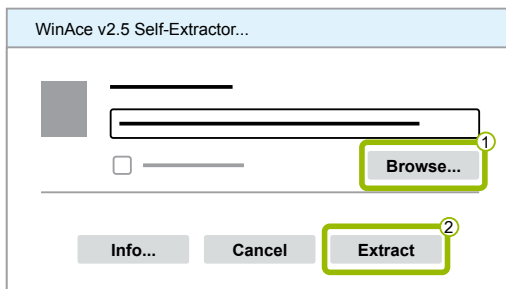 WinAce v2.5 Self-Extractor...
1
Browse...
2
Info... Cancel Extract